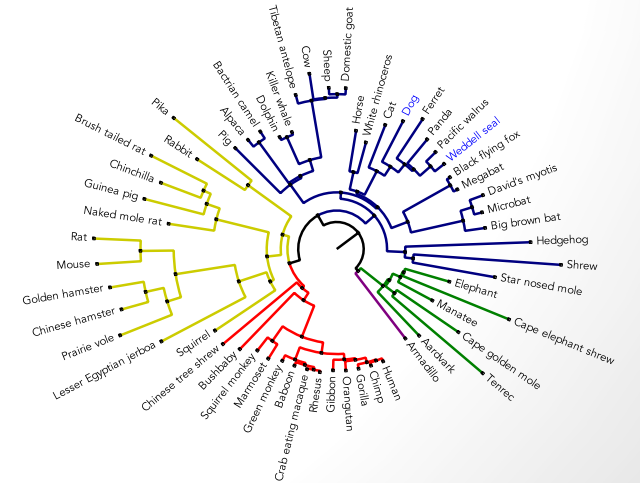 Tibetan antelope
Cow
Sheep
Domestic goat
Killer whale
Dolphin
Bactrian camel
Alpaca
Pig
Horse
White rhinoceros
Cat
Dog
Ferret
Panda
Pacific walrus
Weddell seal
Black flying fox
Megabat
David's myotis
Microbat
Big brown bat
Hedgehog
Shrew
Star nosed mole
Elephant
Cape elephant shrew
Manatee
Cape golden mole
Tenrec
Aardvark
Armadillo
Human
Chimp
Gorilla
Orangutan
Gibbon
Rhesus
Crab eating macaque
Baboon
Green monkey
Marmoset
Squirrel monkey
Bushbaby
Chinese tree shrew
Squirrel
Lesser Egyptian jerboa
Prairie vole
Chinese hamster
Golden hamster
Mouse
Rat
Naked mole rat
Guinea pig
Chinchilla
Brush tailed rat
Rabbit
Pika